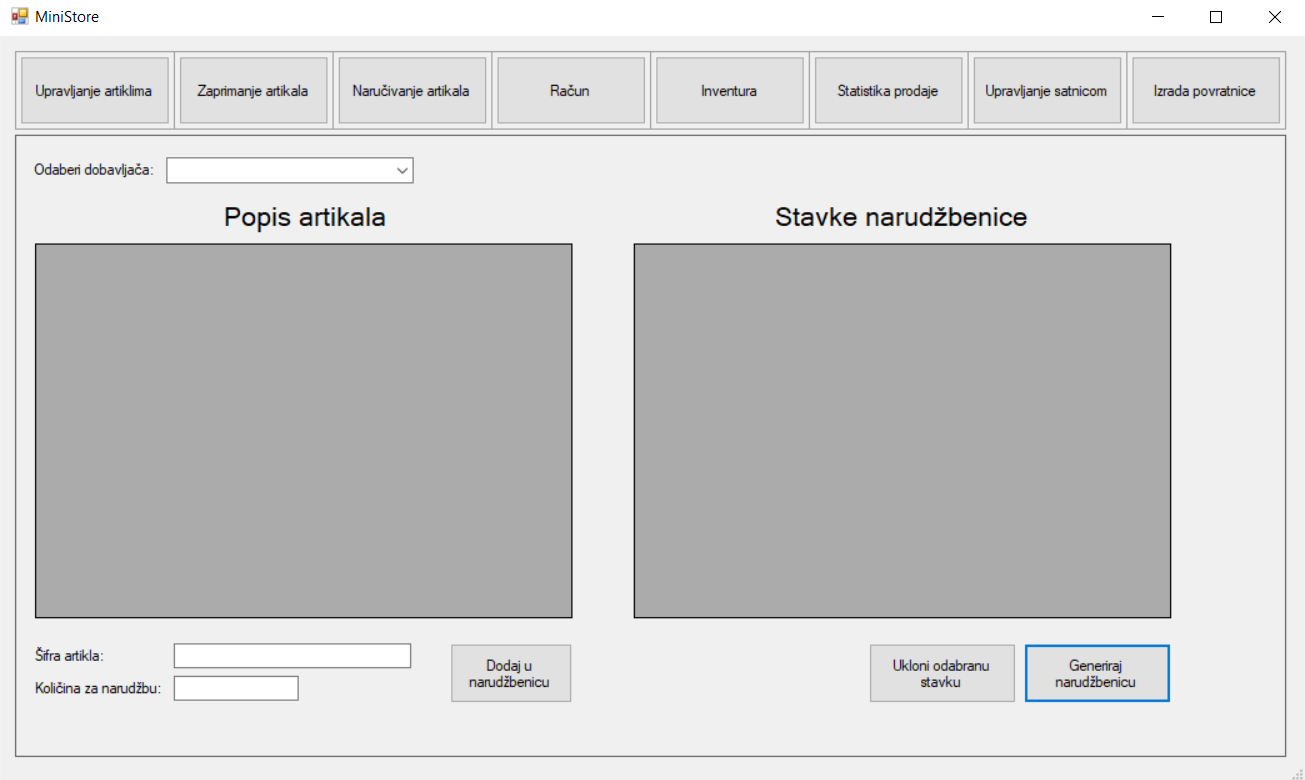 MiniStore
Upravljanje artiklima
Zaprimanje artikala
Naručivanje artikala
Račun
Inventura
Statistika prodaje
Upravljanje satnicom
Izrada povratnice
Odaberi dobavljača:
Popis artikala
Stavke narudžbenice
Šifra artikla:
Količina za narudžbu:
Dodaj u
narudžbenicu
Ukloni odabranu
stavku
Generiraj
narudžbenicu